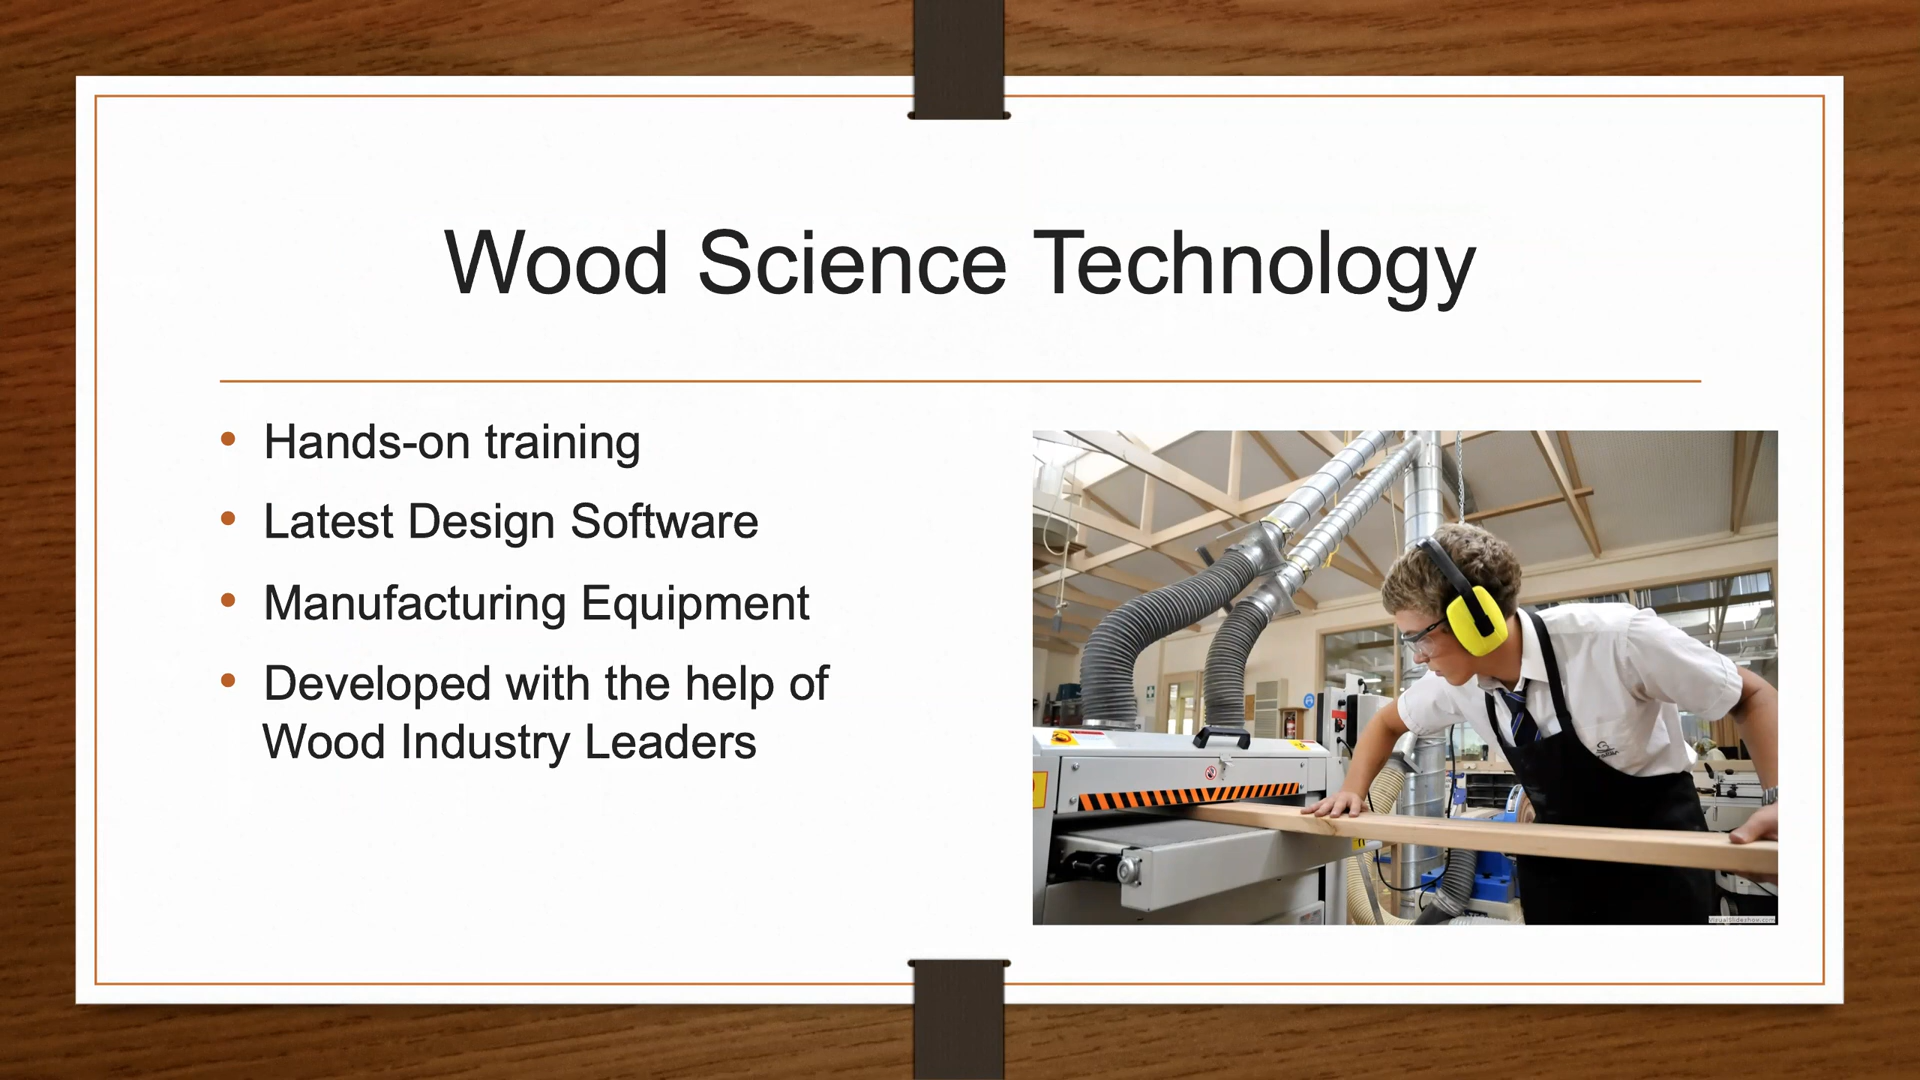 Wood Science Technology
• Hands-on training
• Latest Design Software
• Manufacturing Equipment
• Developed with the help of
Wood Industry Leaders